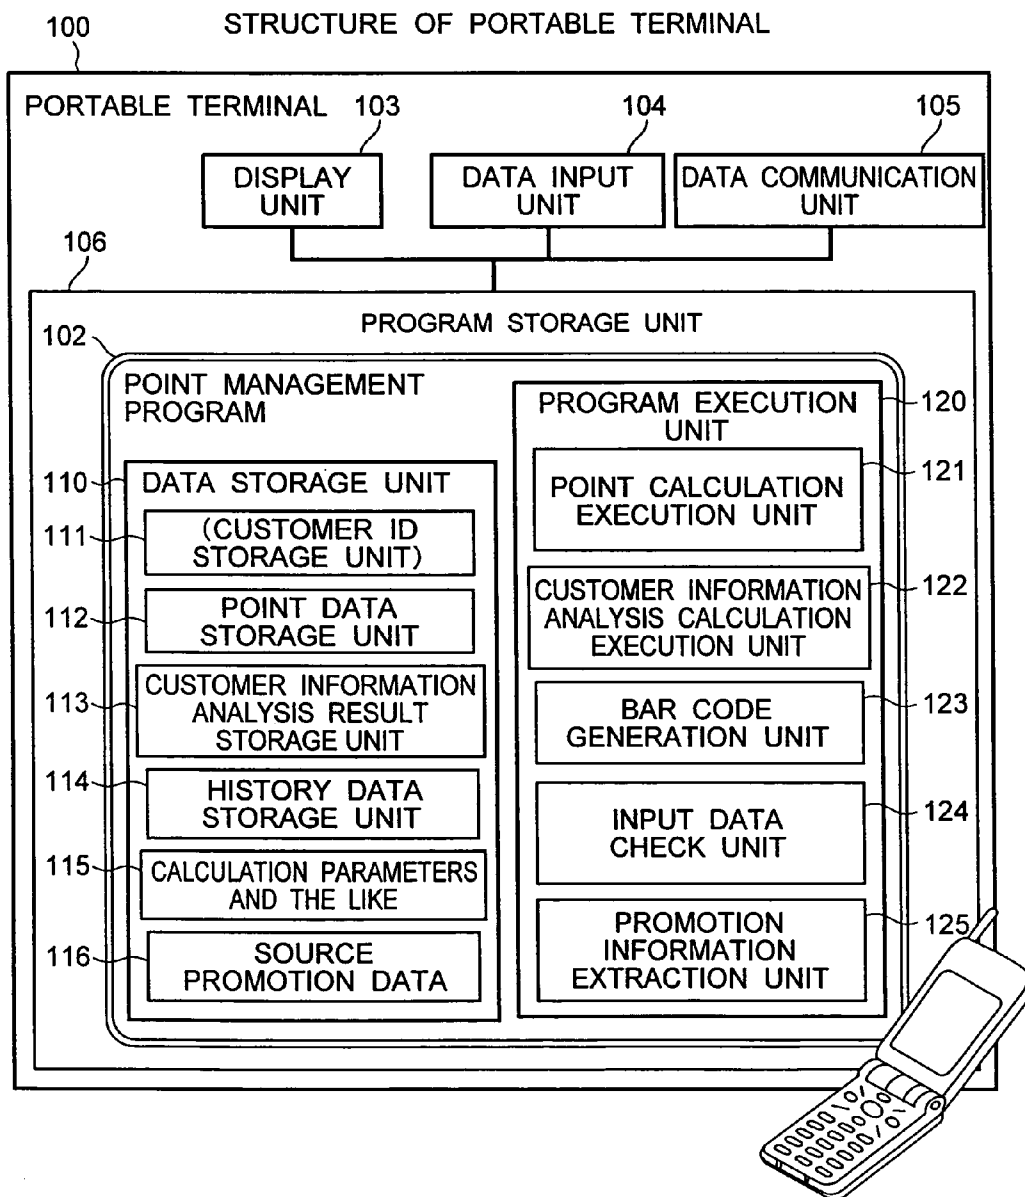 STRUCTURE OF PORTABLE TERMINAL
100
PORTABLE TERMINAL
103
104
105
DISPLAY
UNIT
DATA INPUT
UNIT
DATA COMMUNICATION
UNIT
106
PROGRAM STORAGE UNIT
102
POINT MANAGEMENT
PROGRAM
110
DATA STORAGE UNIT
111
(CUSTOMER ID
STORAGE UNIT)
112
POINT DATA
STORAGE UNIT
113
CUSTOMER INFORMATION
ANALYSIS RESULT
STORAGE UNIT
114
HISTORY DATA
STORAGE UNIT
115
CALCULATION PARAMETERS
AND THE LIKE
116
SOURCE
PROMOTION DATA
PROGRAM EXECUTION
UNIT
120
POINT CALCULATION
EXECUTION UNIT
121
CUSTOMER INFORMATION
ANALYSIS CALCULATION
EXECUTION UNIT
122
BAR CODE
GENERATION UNIT
123
INPUT DATA
CHECK UNIT
124
PROMOTION
INFORMATION
EXTRACTION UNIT
125